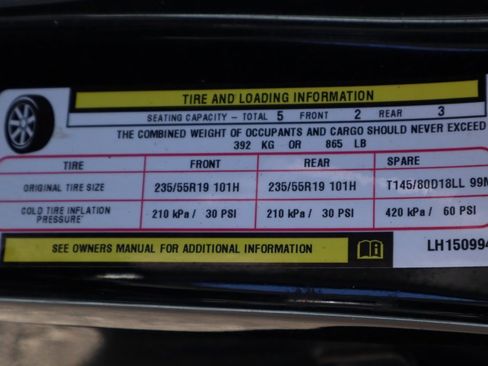 TIRE AND LOADING INFORMATION
SEATING CAPACITY - TOTAL 5 FRONT 2 REAR 3
THE COMBINED WEIGHT OF OCCUPANTS AND CARGO SHOULD NEVER EXCEED
392 KG OR 865 LB
TIRE FRONT REAR SPARE
ORIGINAL TIRE SIZE 235/55R19 101H 235/55R19 101H T145/80D18LL 99M
COLD TIRE INFLATION PRESSURE 210 kPa / 30 PSI 210 kPa / 30 PSI 420 kPa / 60 PSI
SEE OWNERS MANUAL FOR ADDITIONAL INFORMATION LH150994